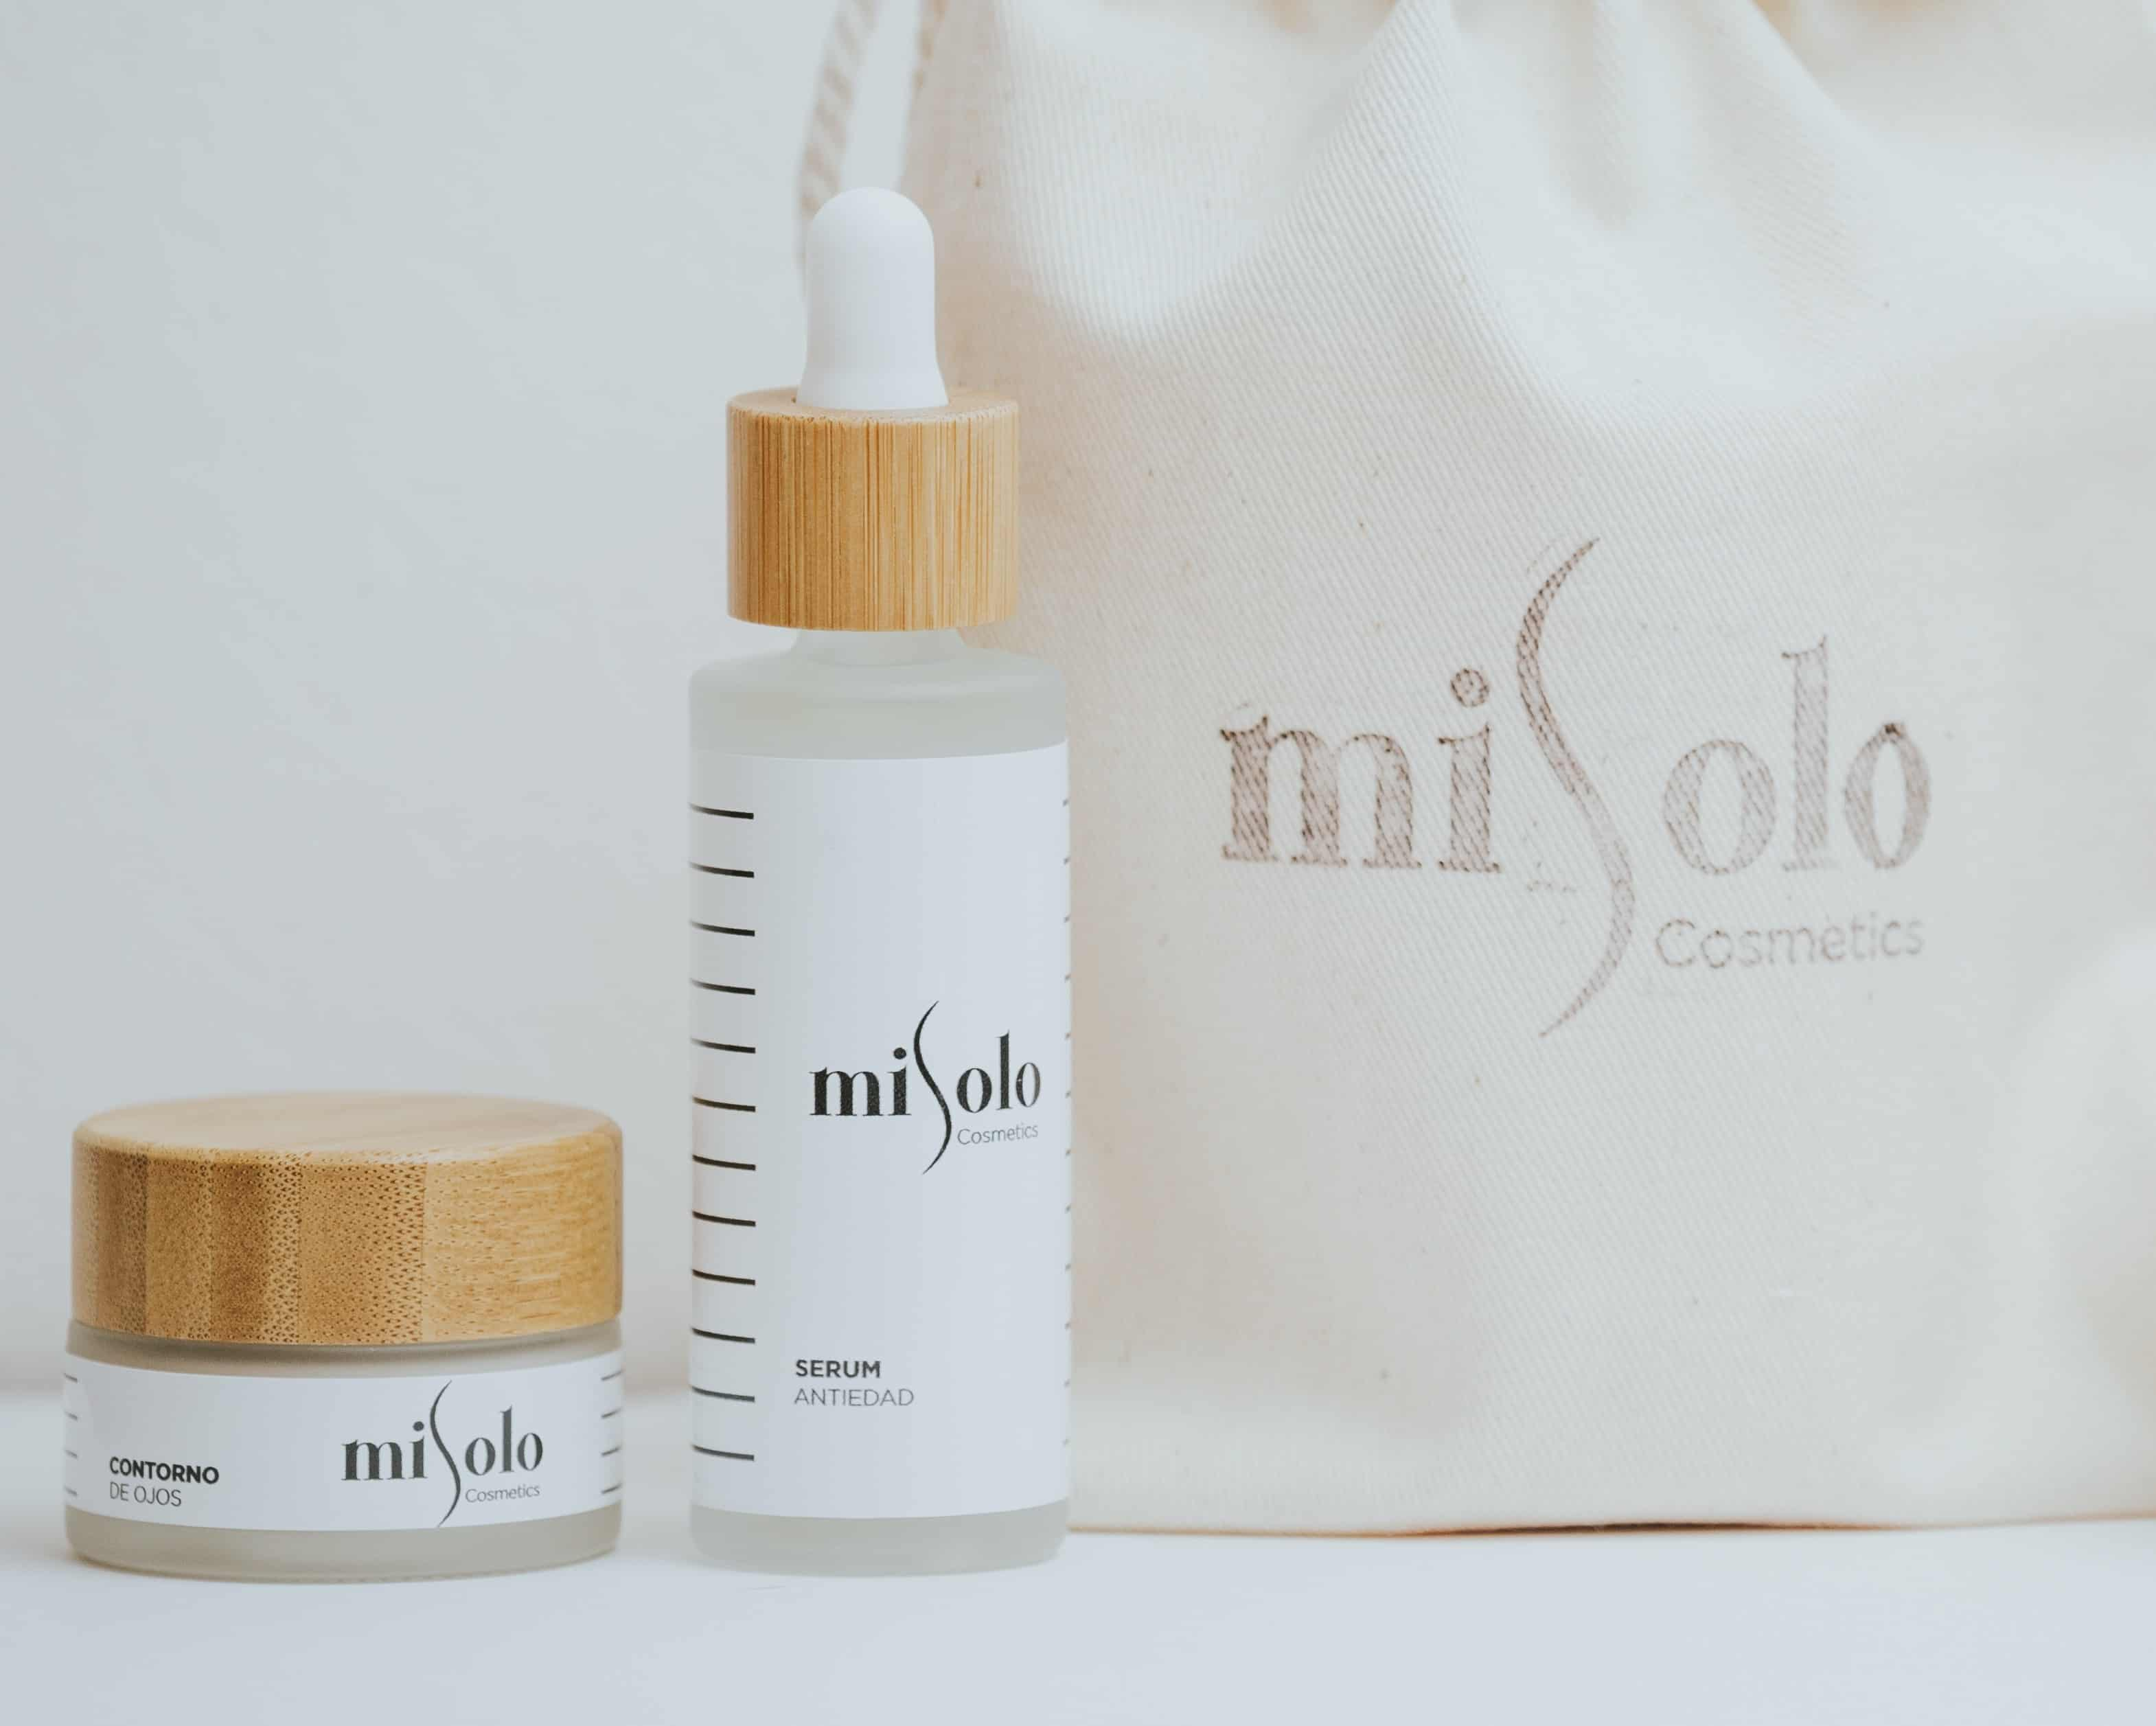 CONTORNO
DE OJOS
miSolo
Cosmetics
miSolo
Cosmetics
SERUM
ANTIEDAD
miSolo
Cosmetics